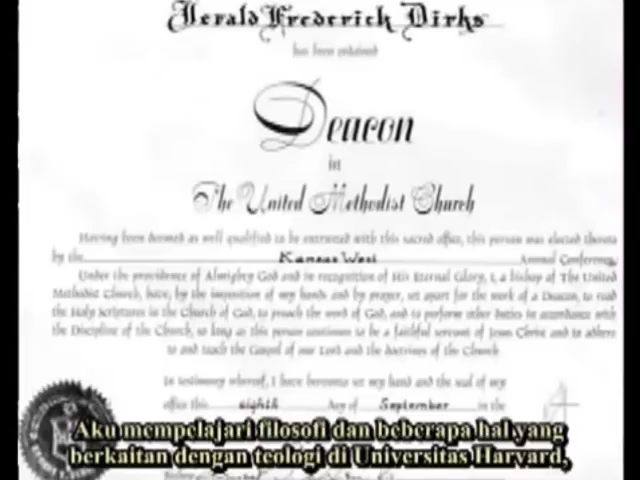 Jerald Frederick Dirks
has been ordained
Deacon
in
The United Methodist Church
Having been deemed as well qualified to be entrusted with this sacred office, this person was elected thereto
by the Kansas West Annual Conference
Under the providence of Almighty God and in recognition of His Eternal Glory, I, a bishop of The United
Methodist Church, have, by the imposition of my hands and by prayer, set apart for the work of a Deacon, to read
the Holy Scriptures in the Church of God, to preach the word of God, and to perform other duties in accordance with
the Discipline of the Church, so long as this person continues to be a faithful servant of Jesus Christ and to adhere
to and teach the Gospel of our Lord and the doctrines of the Church
In testimony whereof, I have hereunto set my hand and the seal of my
office this eighth day of September in the
Aku mempelajari filosofi dan beberapa hal yang
berkaitan dengan teologi di Universitas Harvard,